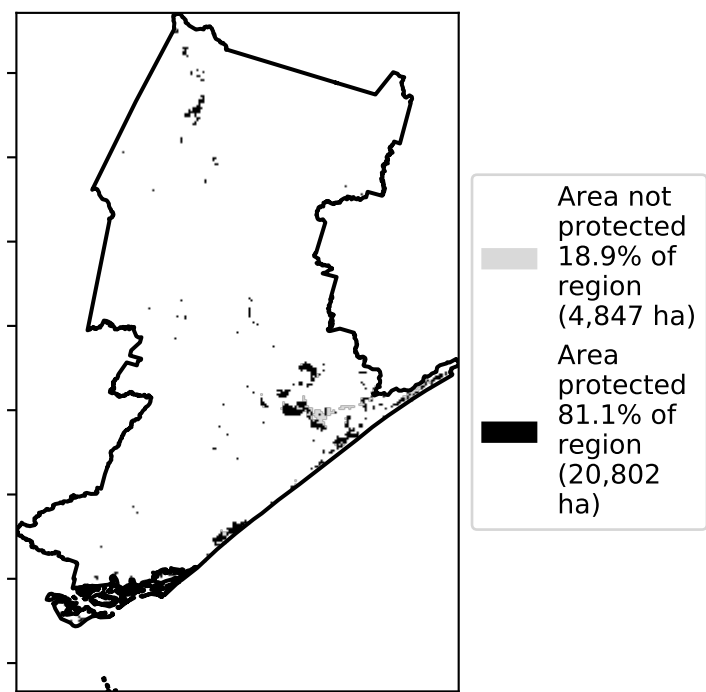 Area not
protected
18.9% of
region
(4,847 ha)
Area
protected
81.1% of
region
(20,802
ha)